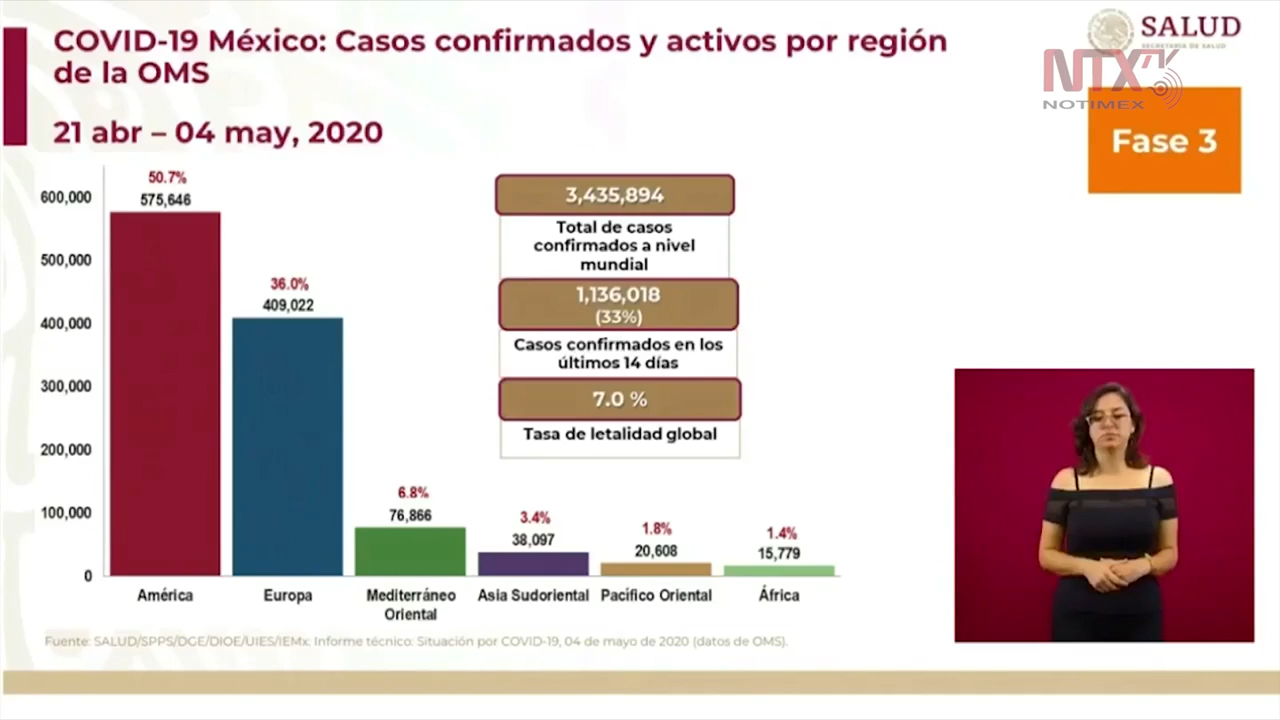 COVID-19 México: Casos confirmados y activos por región
de la OMS
21 abr – 04 may, 2020
SALUD
SECRETARÍA DE SALUD
NTX
NOTIMEX
Fase 3
600,000
500,000
400,000
300,000
200,000
100,000
0
50.7%
575,646
36.0%
409,022
6.8%
76,866
3.4%
38,097
1.8%
20,608
1.4%
15,779
América
Europa
Mediterráneo
Oriental
Asia Sudoriental
Pacífico Oriental
África
3,435,894
Total de casos
confirmados a nivel
mundial
1,136,018
(33%)
Casos confirmados en los
últimos 14 días
7.0 %
Tasa de letalidad global
Fuente: SALUD/SPPS/DGE/DIOE/UIES/IEMx: Informe técnico: Situación por COVID-19, 04 de mayo de 2020 (datos de OMS).